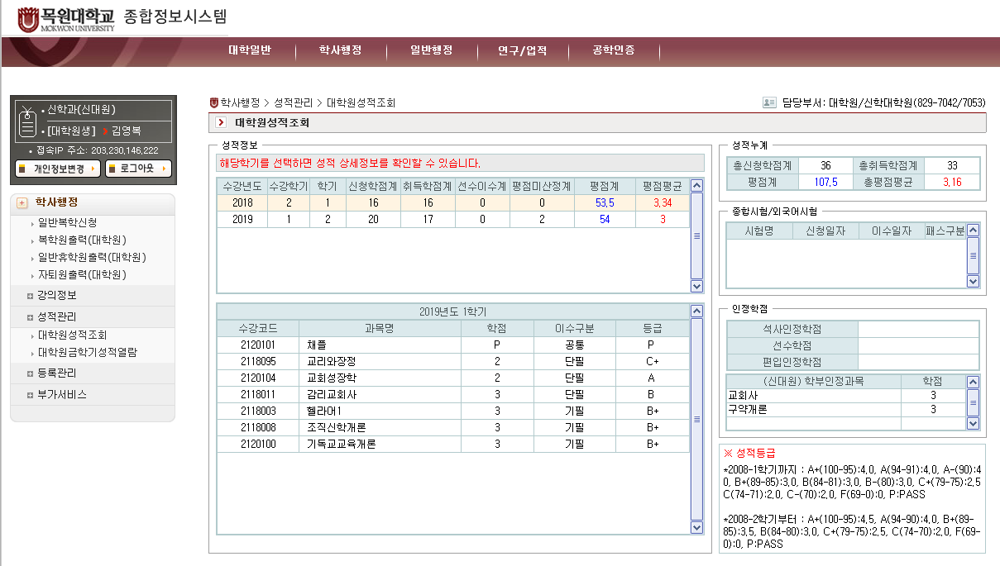 목원대학교 종합정보시스템
MOKWON UNIVERSITY
대학일반 학사행정 일반행정 연구/업적 공학인증
신학과(신대원)
[대학원생] 김영복
접속IP 주소: 203.230.146.222
개인정보변경 로그아웃
학사행정
일반복학신청
복학원출력(대학원)
일반휴학원출력(대학원)
자퇴원출력(대학원)
강의정보
성적관리
대학원성적조회
대학원금학기성적열람
등록관리
부가서비스
학사행정 > 성적관리 > 대학원성적조회
담당부서: 대학원/신학대학원(829-7042/7053)
대학원성적조회
성적정보
해당학기를 선택하면 성적 상세정보를 확인할 수 있습니다.
수강년도 수강학기 학기 신청학점계 취득학점계 선수이수계 평점미산정계 평점계 평점평균
2018 2 1 16 16 0 0 53.5 3.34
2019 1 2 20 17 0 2 54 3
2019년도 1학기
수강코드 과목명 학점 이수구분 등급
2120101 채플 P 공통 P
2118095 교리와장정 2 단필 C+
2120104 교회성장학 2 단필 A
2118011 감리교회사 3 단필 B
2118003 헬라어1 3 기필 B+
2118008 조직신학개론 3 기필 B+
2120100 기독교교육개론 3 기필 B+
성적누계
총신청학점계 36 총취득학점계 33
평점계 107.5 총평점평균 3.16
종합시험/외국어시험
시험명 신청일자 이수일자 패스구분
인정학점
석사인정학점
선수학점
편입인정학점
(신대원) 학부인정과목 학점
교회사 3
구약개론 3
※ 성적등급
*2008-1학기까지 : A+(100-95):4.0, A(94-91):4.0, A-(90):4
0, B+(89-85):3.0, B(84-81):3.0, B-(80):3.0, C+(79-75):2.5
C(74-71):2.0, C-(70):2.0, F(69-0):0, P:PASS
*2008-2학기부터 : A+(100-95):4.5, A(94-90):4.0, B+(89-
85):3.5, B(84-80):3.0, C+(79-75):2.5, C(74-70):2.0, F(69-
0):0, P:PASS